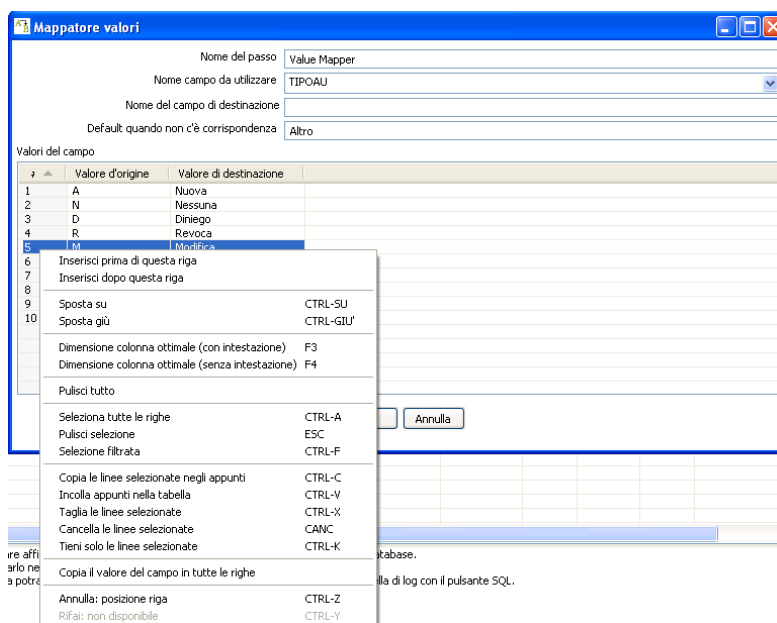 Mappatore valori
Nome del passo Value Mapper
Nome campo da utilizzare TIPOAU
Nome del campo di destinazione
Default quando non c'è corrispondenza Altro
Valori del campo
Valore d'origine Valore di destinazione
1 A Nuova
2 N Nessuna
3 D Diniego
4 R Revoca
5 M Modifica
6
7
8
9
10
Inserisci prima di questa riga
Inserisci dopo questa riga
Sposta su CTRL-SU
Sposta giù CTRL-GIU'
Dimensione colonna ottimale (con intestazione) F3
Dimensione colonna ottimale (senza intestazione) F4
Pulisci tutto
Seleziona tutte le righe CTRL-A
Pulisci selezione ESC
Selezione filtrata CTRL-F
Copia le linee selezionate negli appunti CTRL-C
Incolla appunti nella tabella CTRL-V
Taglia le linee selezionate CTRL-X
Cancella le linee selezionate CANC
Tieni solo le linee selezionate CTRL-K
Copia il valore del campo in tutte le righe
Annulla: posizione riga CTRL-Z
Rifai: non disponibile CTRL-Y
Annulla
re affi atabase.
arlo ne
a potra lla di log con il pulsante SQL.